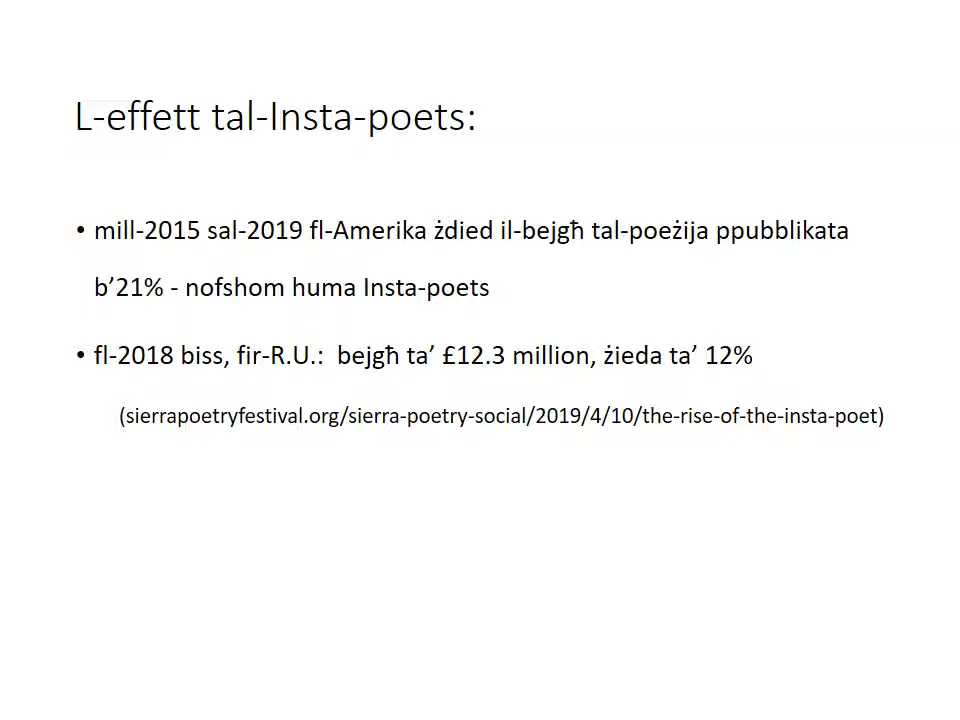 L-effett tal-Insta-poets:
• mill-2015 sal-2019 fl-Amerika żdied il-bejgħ tal-poeżija ppubblikata
b’21% - nofshom huma Insta-poets
• fl-2018 biss, fir-R.U.: bejgħ ta’ £12.3 million, żieda ta’ 12%
(sierrapoetryfestival.org/sierra-poetry-social/2019/4/10/the-rise-of-the-insta-poet)